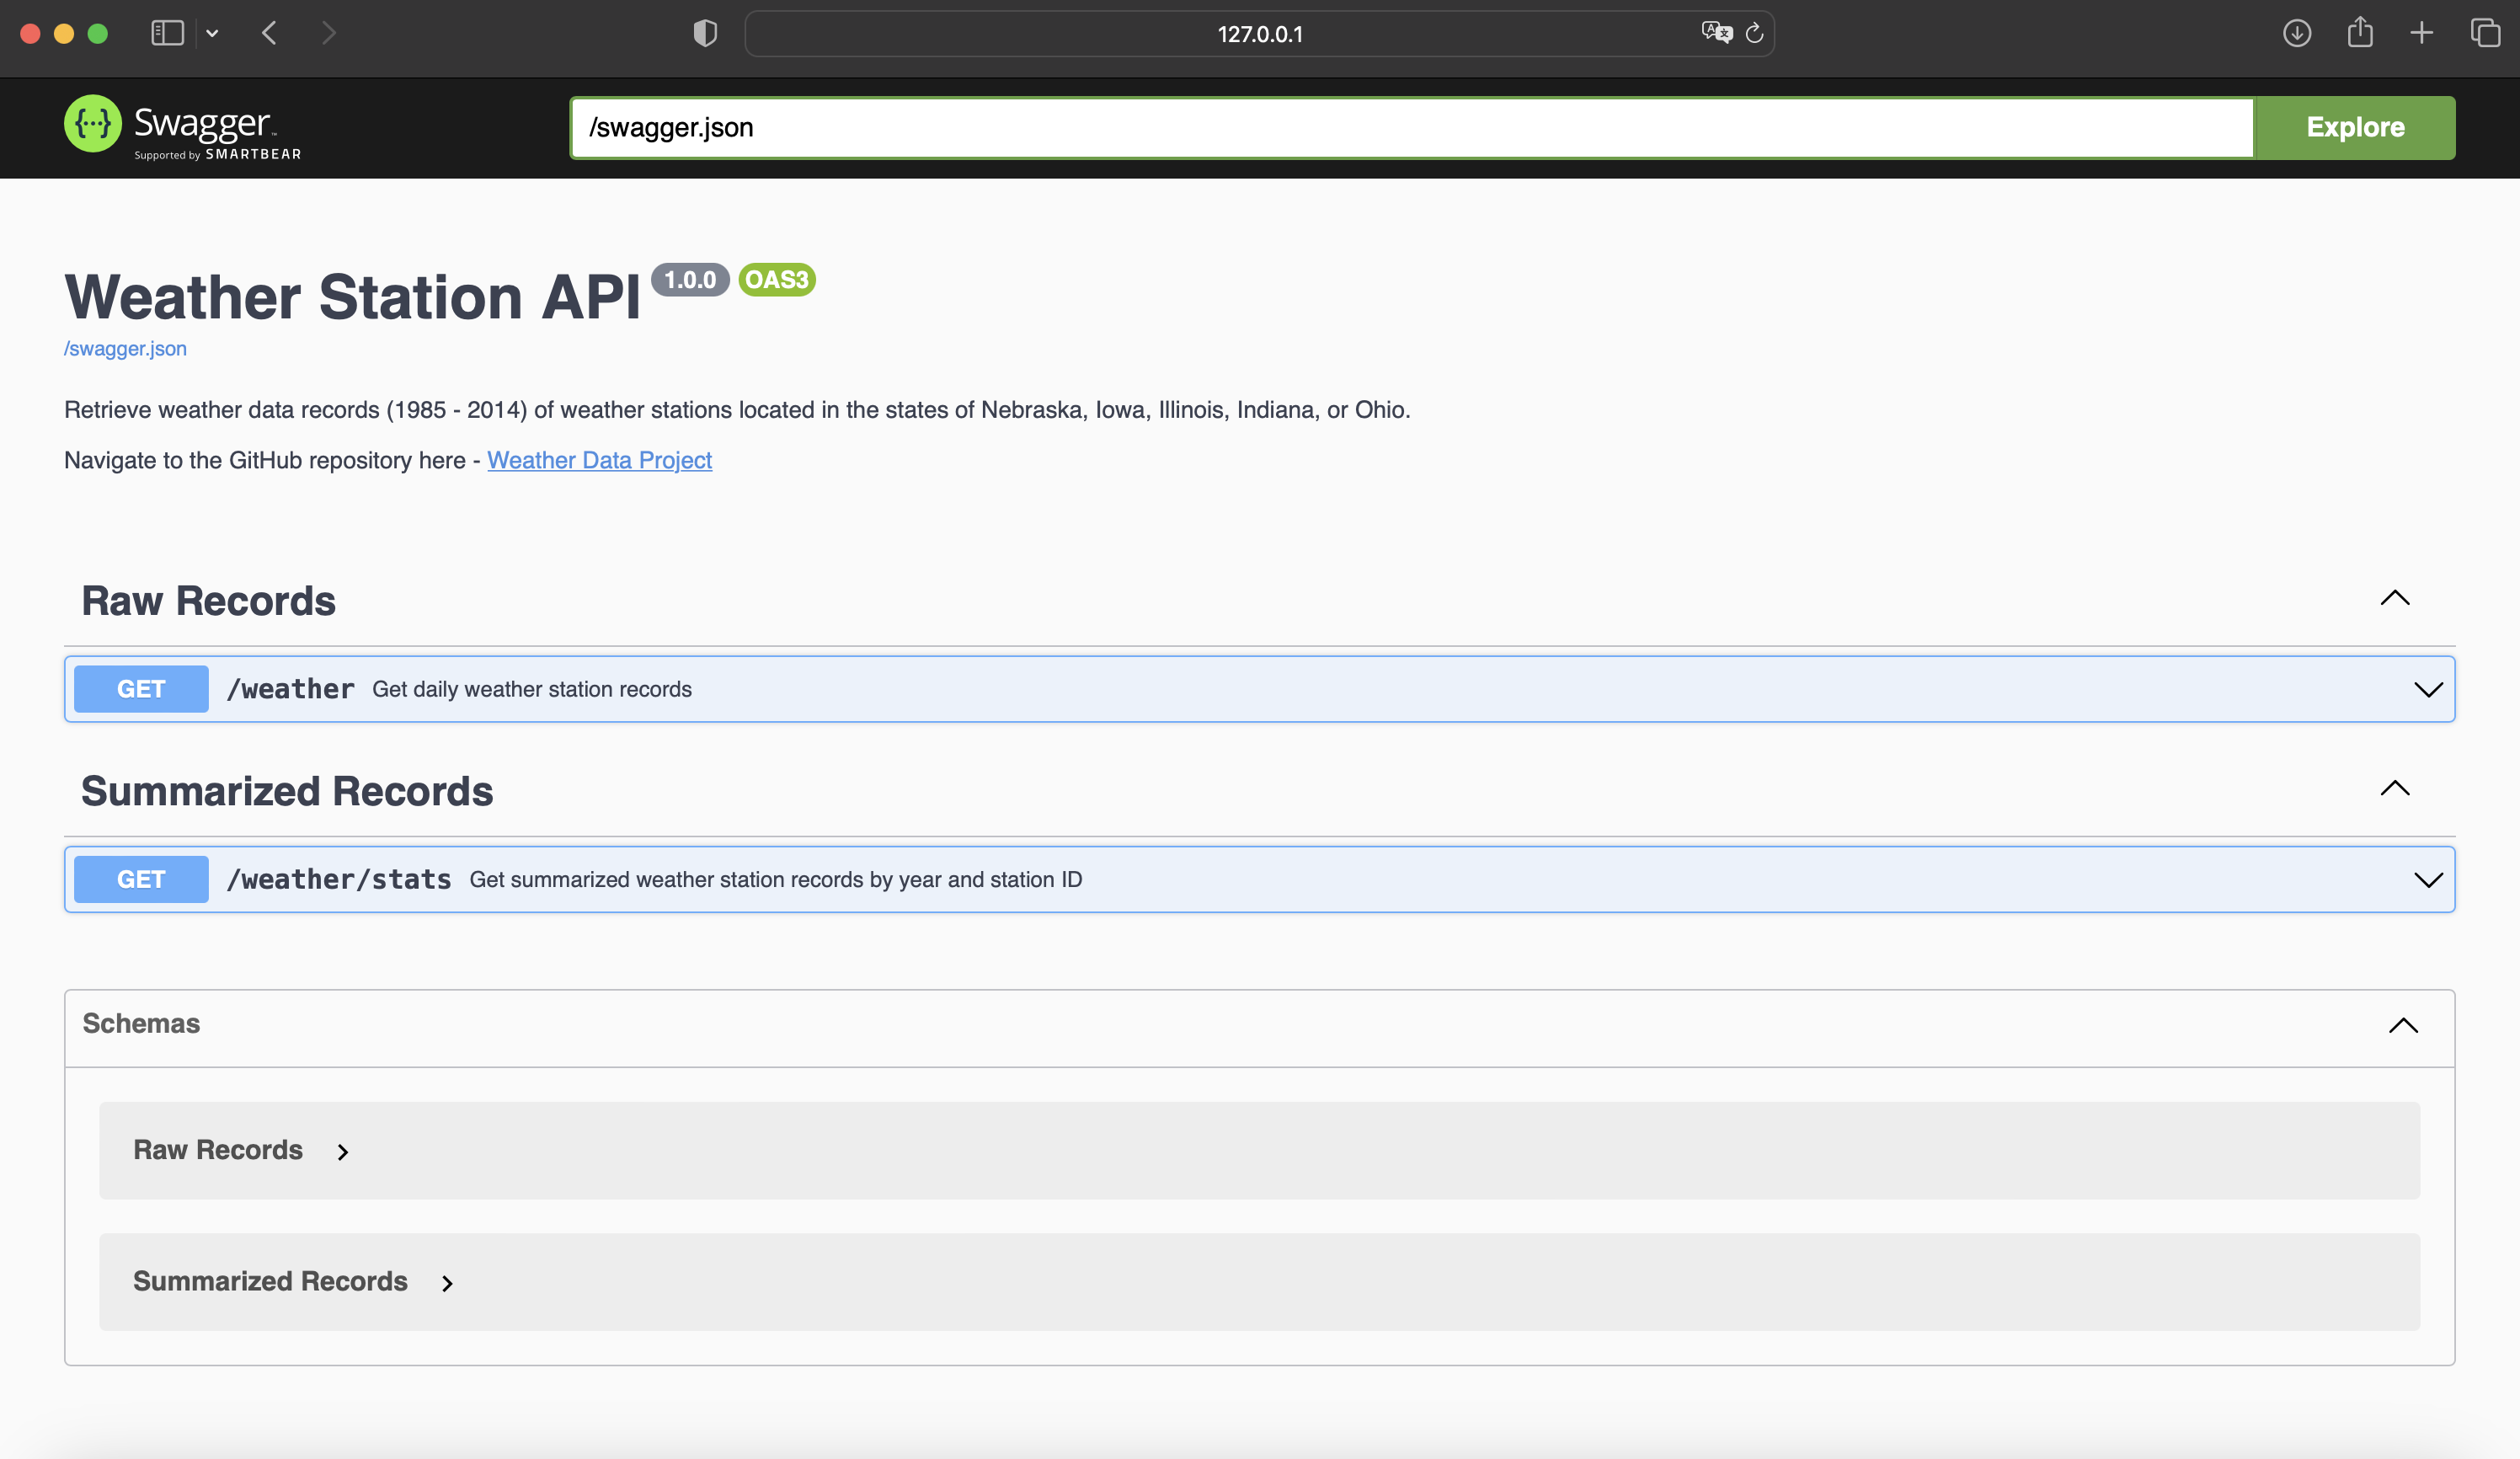 127.0.0.1
{...} Swagger™
Supported by SMARTBEAR
/swagger.json
Explore
Weather Station API 1.0.0 OAS3
/swagger.json
Retrieve weather data records (1985 - 2014) of weather stations located in the states of Nebraska, Iowa, Illinois, Indiana, or Ohio.
Navigate to the GitHub repository here - Weather Data Project
Raw Records
GET /weather Get daily weather station records
Summarized Records
GET /weather/stats Get summarized weather station records by year and station ID
Schemas
Raw Records
Summarized Records